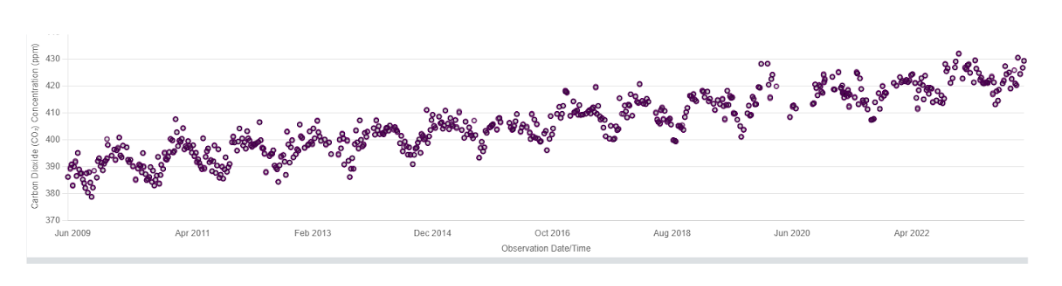 Carbon Dioxide (CO₂) Concentration (ppm)
430
420
410
400
390
380
370
Jun 2009 Apr 2011 Feb 2013 Dec 2014 Oct 2016 Aug 2018 Jun 2020 Apr 2022
Observation Date/Time